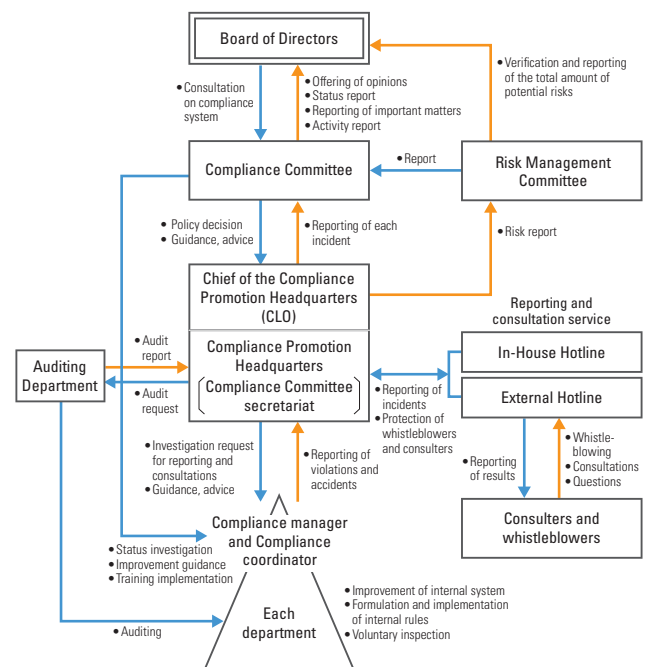 Board of Directors
• Consultation
on compliance
system
• Offering of opinions
• Status report
• Reporting of important matters
• Activity report
• Verification and reporting
of the total amount of
potential risks
Compliance Committee
• Report
Risk Management
Committee
• Policy decision
• Guidance, advice
• Reporting of each
incident
• Risk report
Chief of the Compliance
Promotion Headquarters
(CLO)
Reporting and
consultation service
• Audit
report
Auditing
Department
• Audit
request
Compliance Promotion
Headquarters
(Compliance Committee
secretariat)
In-House Hotline
External Hotline
• Reporting of
incidents
• Protection of
whistleblowers
and consulters
• Investigation request
for reporting and
consultations
• Guidance, advice
• Reporting of
violations and
accidents
• Reporting
of results
• Whistle-
blowing
• Consultations
• Questions
Consulters and
whistleblowers
Compliance manager
and Compliance
coordinator
• Status investigation
• Improvement guidance
• Training implementation
Each
department
• Auditing
• Improvement of internal system
• Formulation and implementation
of internal rules
• Voluntary inspection